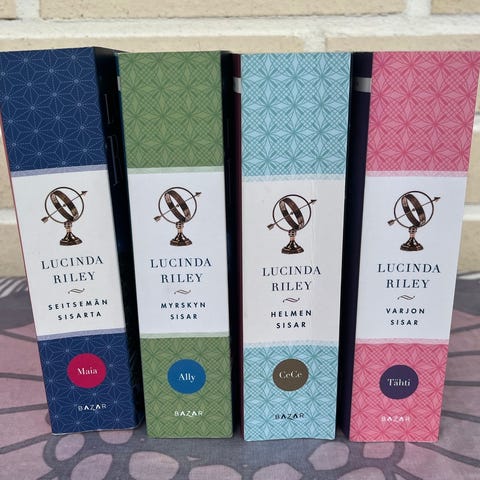 LUCINDA
RILEY
SEITSEMÄN
SISARTA
Maia
BAZAR
LUCINDA
RILEY
MYRSKYN
SISAR
Ally
BAZAR
LUCINDA
RILEY
HELMEN
SISAR
CeCe
BAZAR
LUCINDA
RILEY
VARJON
SISAR
Tähti
BAZAR